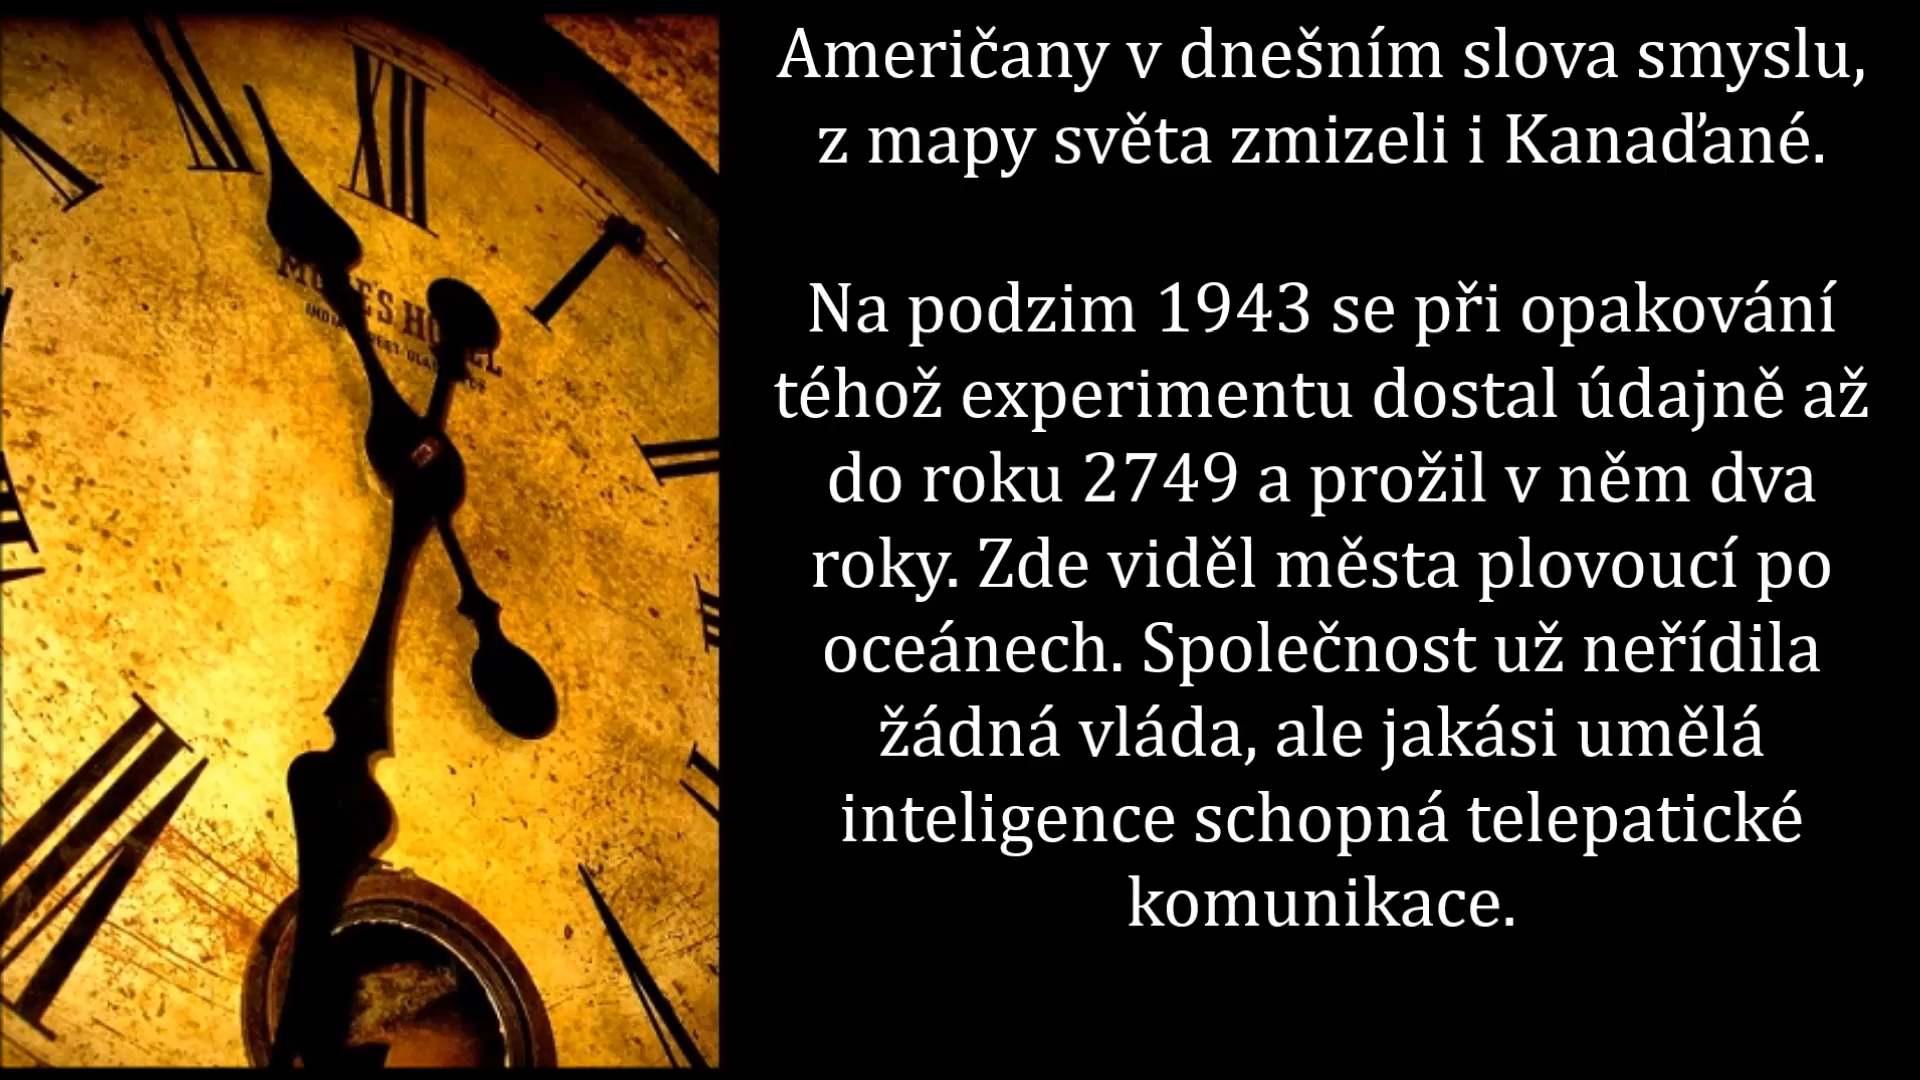 Američany v dnešním slova smyslu,
z mapy světa zmizeli i Kanaďané.
Na podzim 1943 se při opakování
téhož experimentu dostal údajně až
do roku 2749 a prožil v něm dva
roky. Zde viděl města plovoucí po
oceánech. Společnost už neřídila
žádná vláda, ale jakási umělá
inteligence schopná telepatické
komunikace.
XII